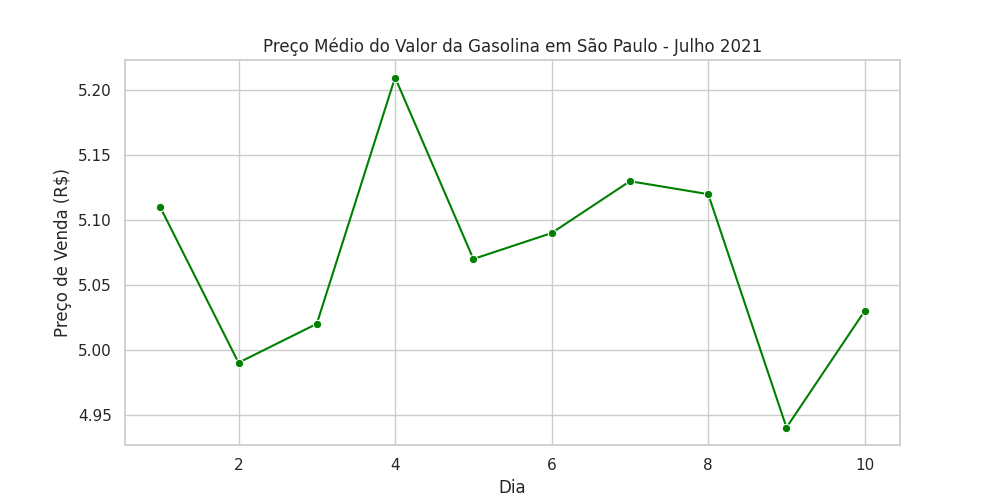 Preço Médio do Valor da Gasolina em São Paulo - Julho 2021
Preço de Venda (R$)
5.20
5.15
5.10
5.05
5.00
4.95
2 4 6 8 10
Dia